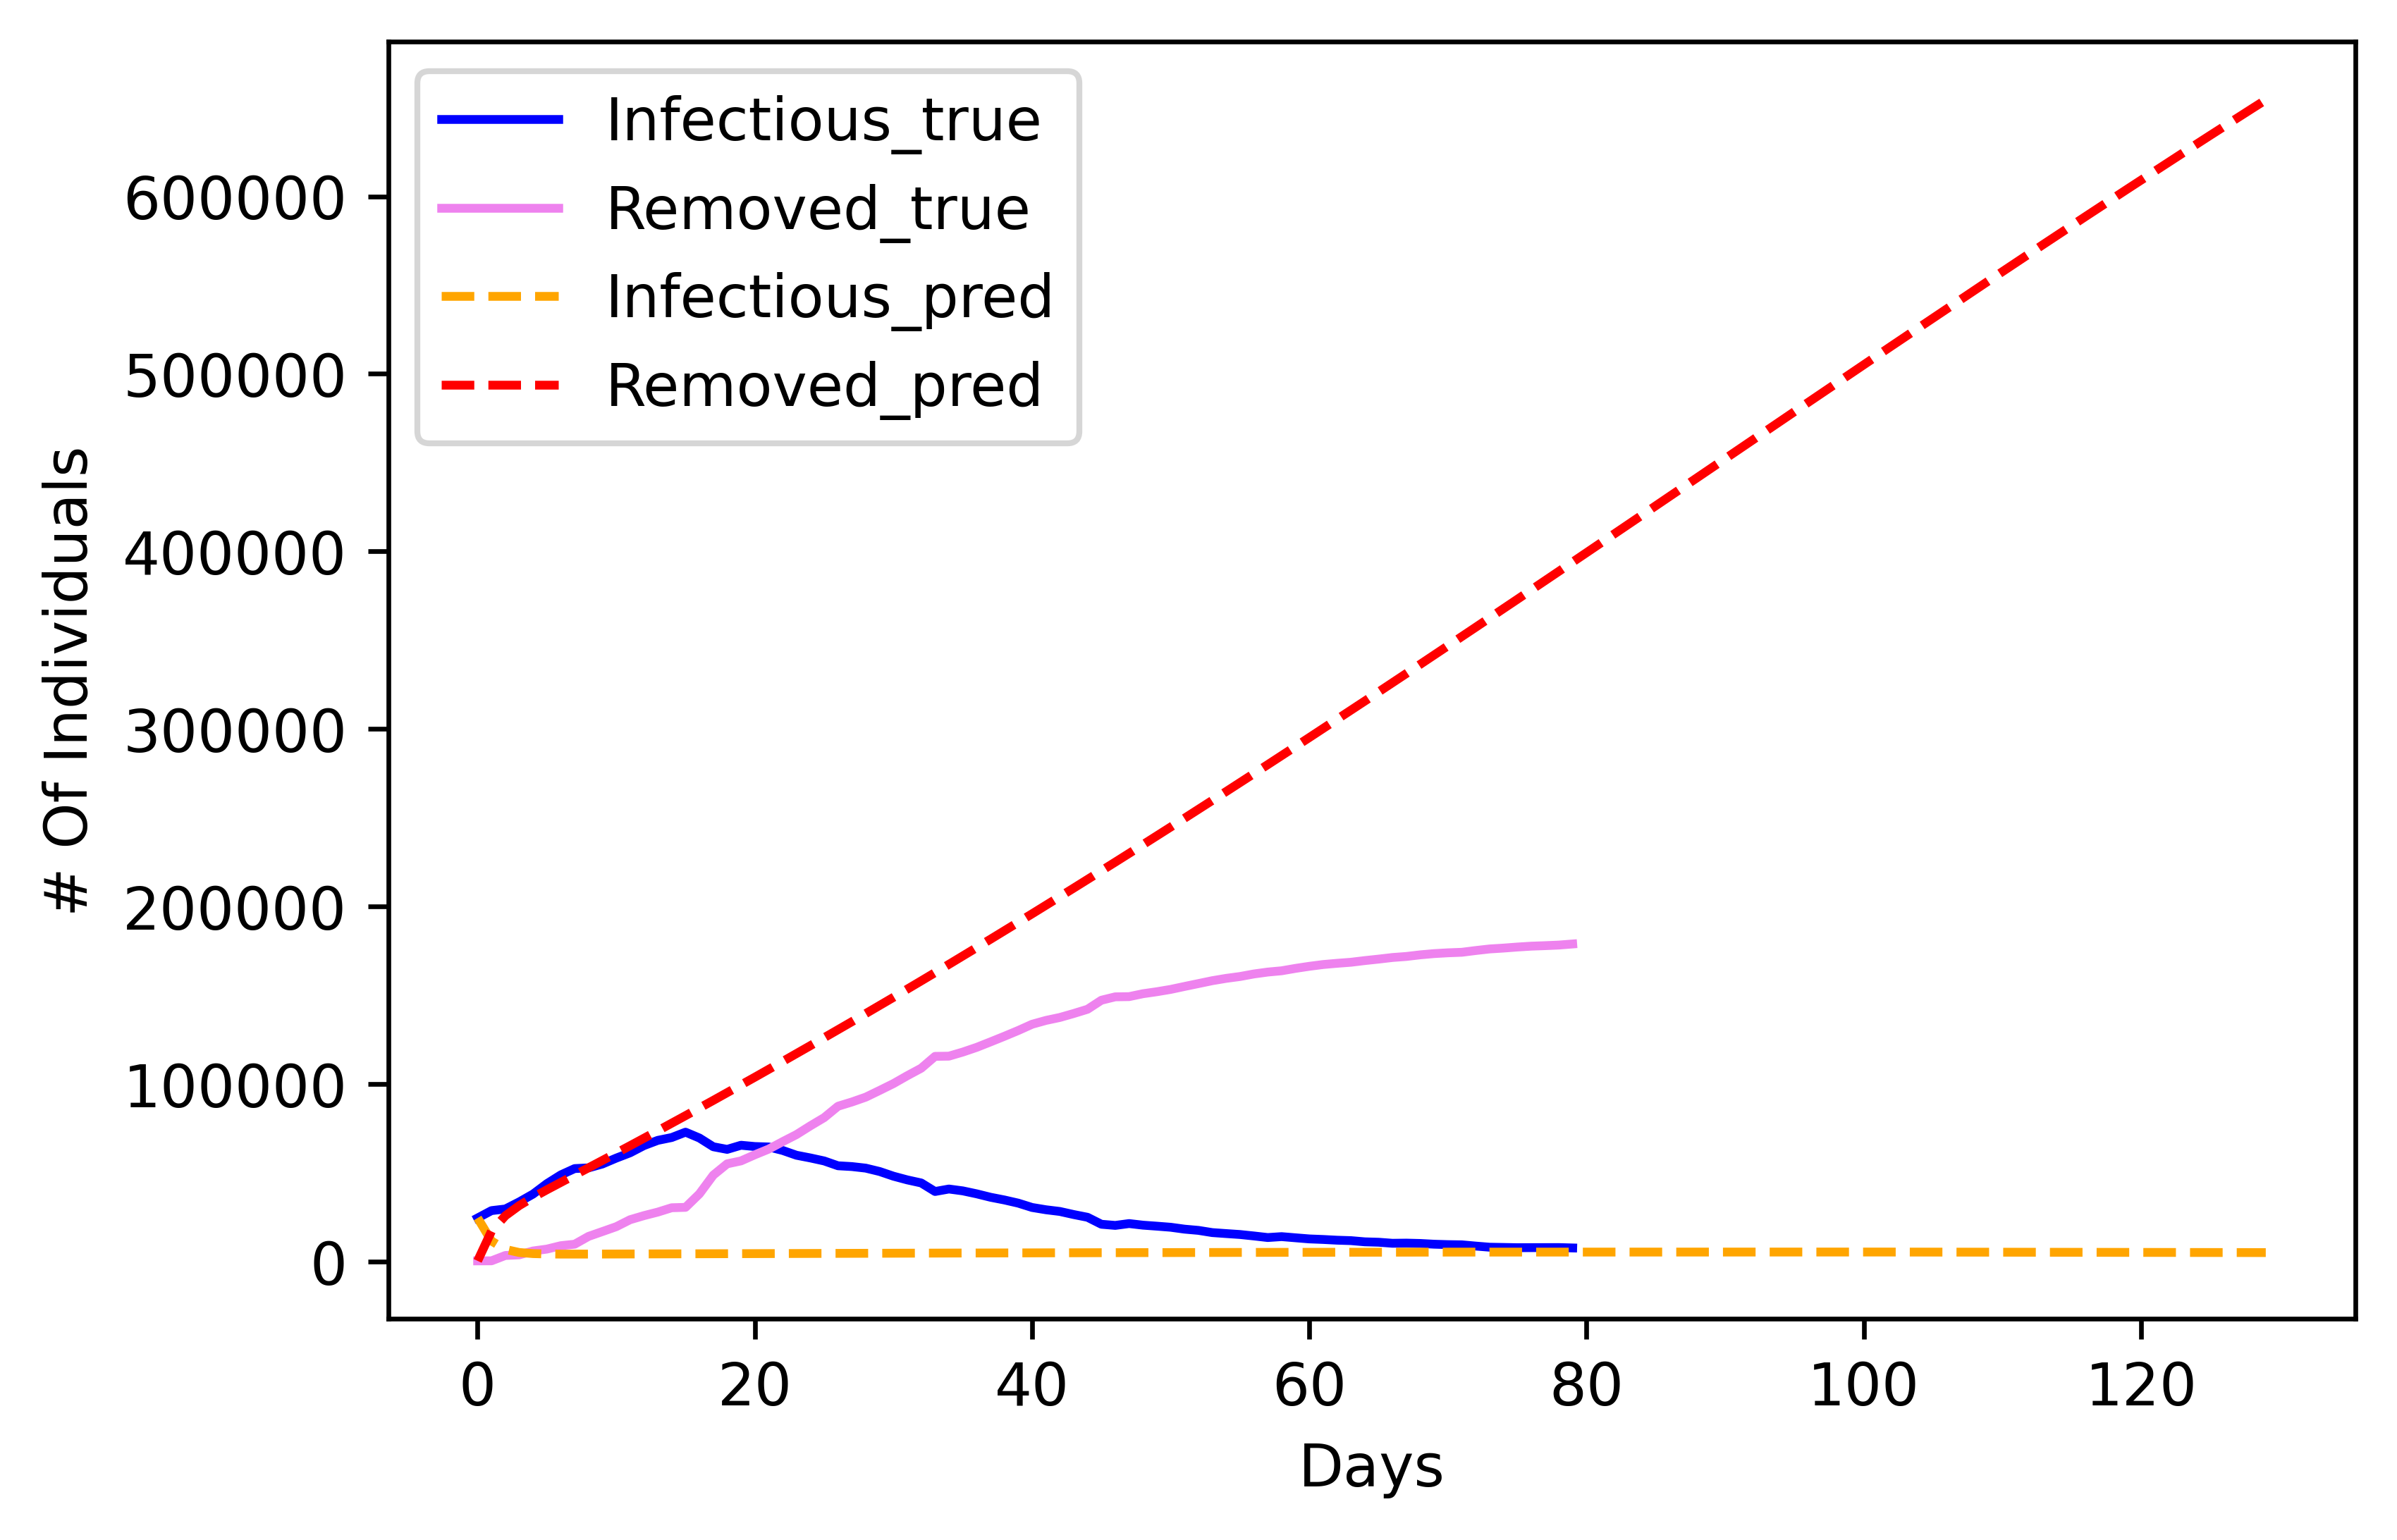 Infectious_true
Removed_true
Infectious_pred
Removed_pred
600000
500000
400000
300000
200000
100000
0
# Of Individuals
0 20 40 60 80 100 120
Days